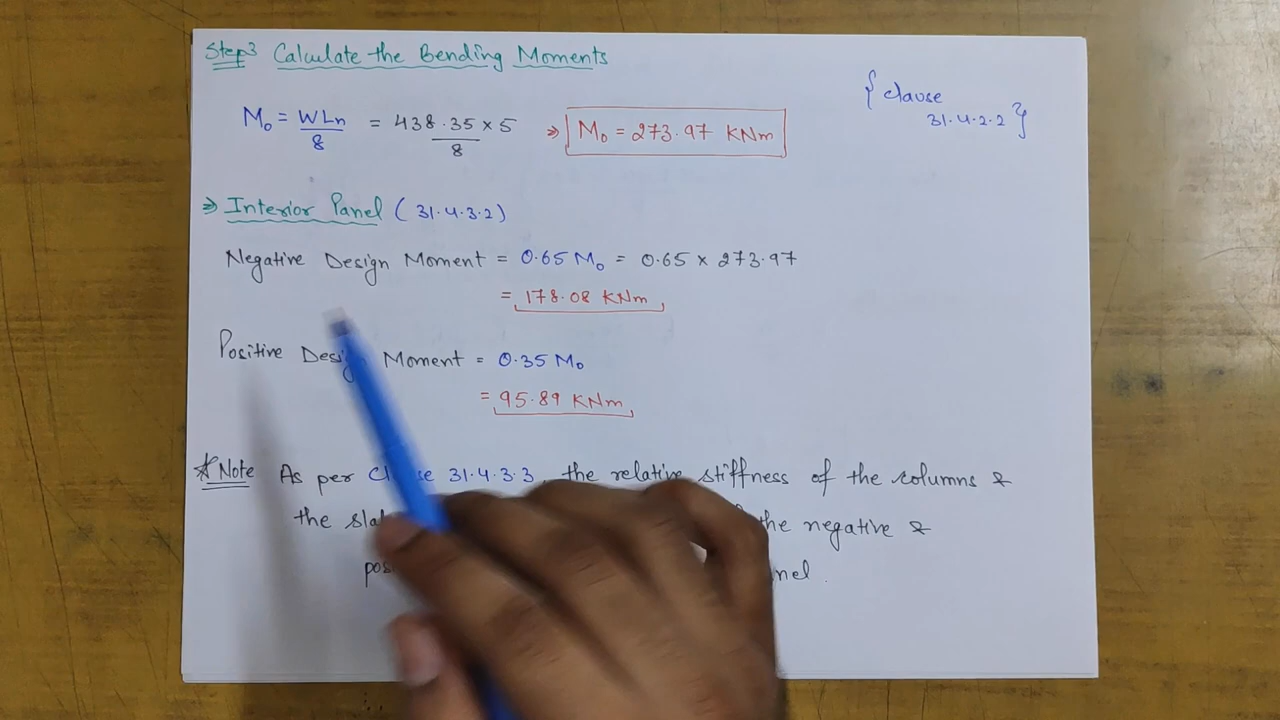 Step3 Calculate the Bending Moments
{ clause 31.4.2.2 }
M₀ = WLn/8 = 438.35 x 5/8 => M₀ = 273.97 KNm
=> Interior Panel (31.4.3.2)
Negative Design Moment = 0.65 M₀ = 0.65 x 273.97
= 178.08 KNm
Positive Design Moment = 0.35 M₀
= 95.89 KNm
*Note As per 31.4.3.3, the relative stiffness of the columns &
the the negative &